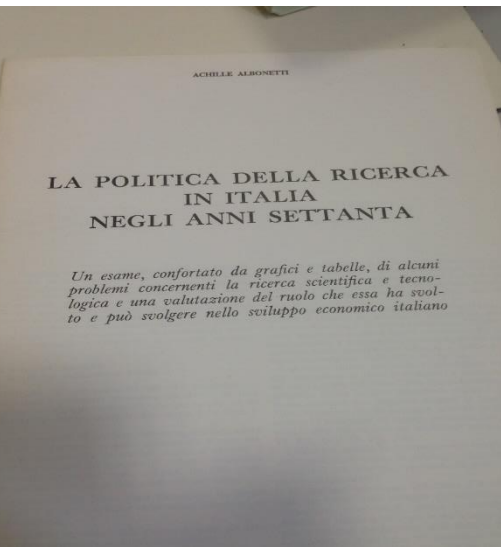 ACHILLE ALBONETTI
LA POLITICA DELLA RICERCA
IN ITALIA
NEGLI ANNI SETTANTA
Un esame, confortato da grafici e tabelle, di alcuni
problemi concernenti la ricerca scientifica e tecno-
logica e una valutazione del ruolo che essa ha svol-
to e può svolgere nello sviluppo economico italiano